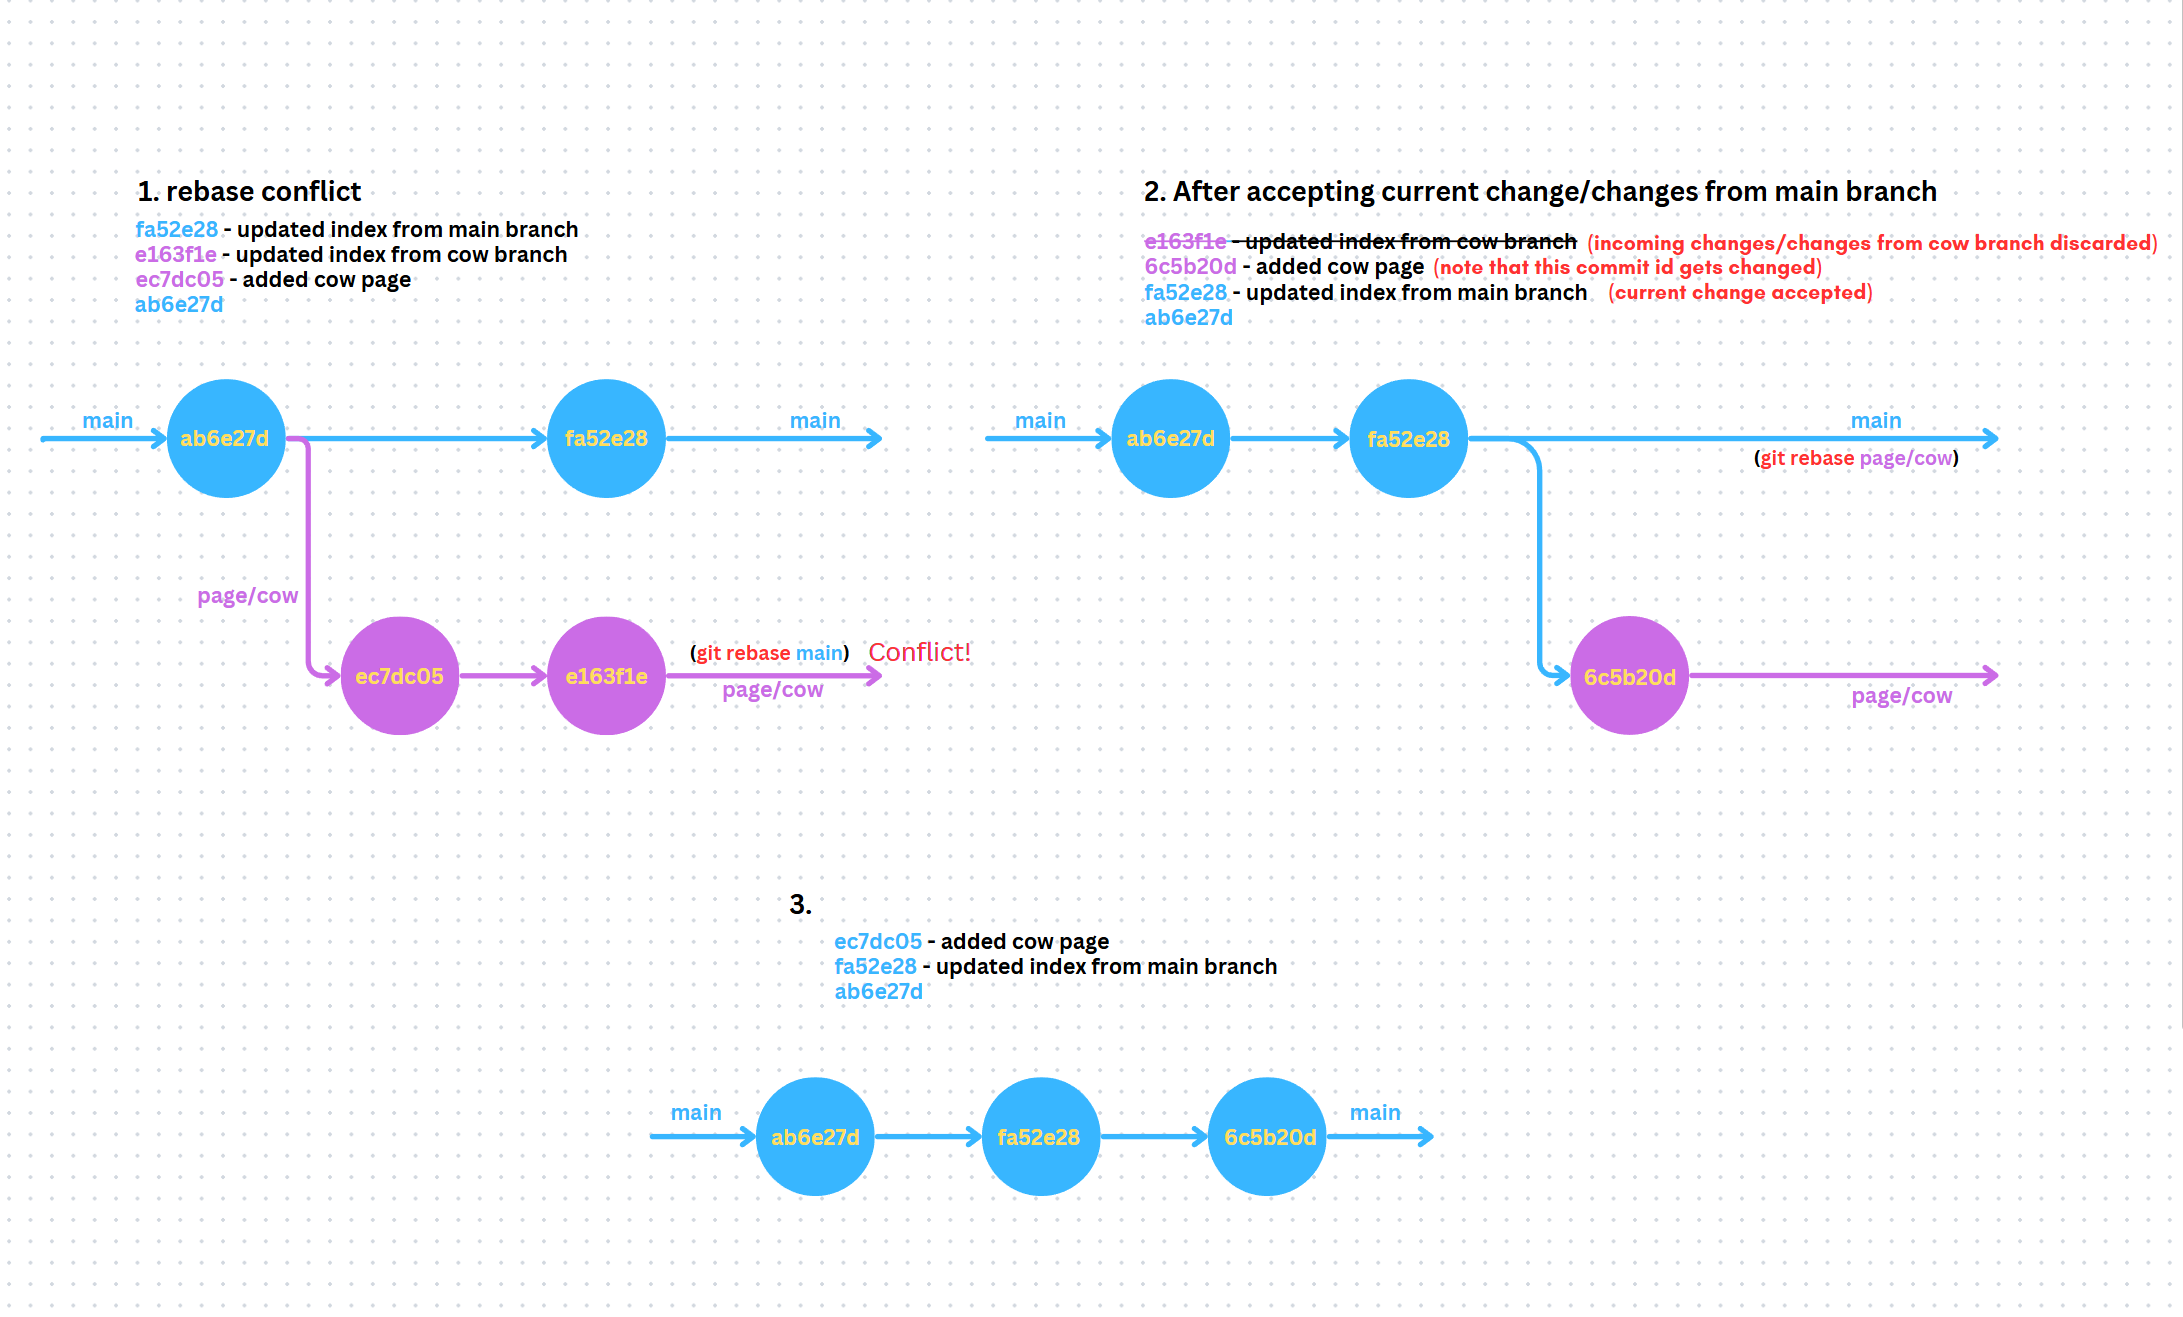 1. rebase conflict
fa52e28 - updated index from main branch
e163f1e - updated index from cow branch
ec7dc05 - added cow page
ab6e27d
main
ab6e27d
fa52e28
main
page/cow
ec7dc05
e163f1e
(git rebase main) Conflict!
page/cow
2. After accepting current change/changes from main branch
e163f1e - updated index from cow branch (incoming changes/changes from cow branch discarded)
6c5b20d - added cow page (note that this commit id gets changed)
fa52e28 - updated index from main branch (current change accepted)
ab6e27d
main
ab6e27d
fa52e28
main
(git rebase page/cow)
6c5b20d
page/cow
3.
ec7dc05 - added cow page
fa52e28 - updated index from main branch
ab6e27d
main
ab6e27d
fa52e28
6c5b20d
main